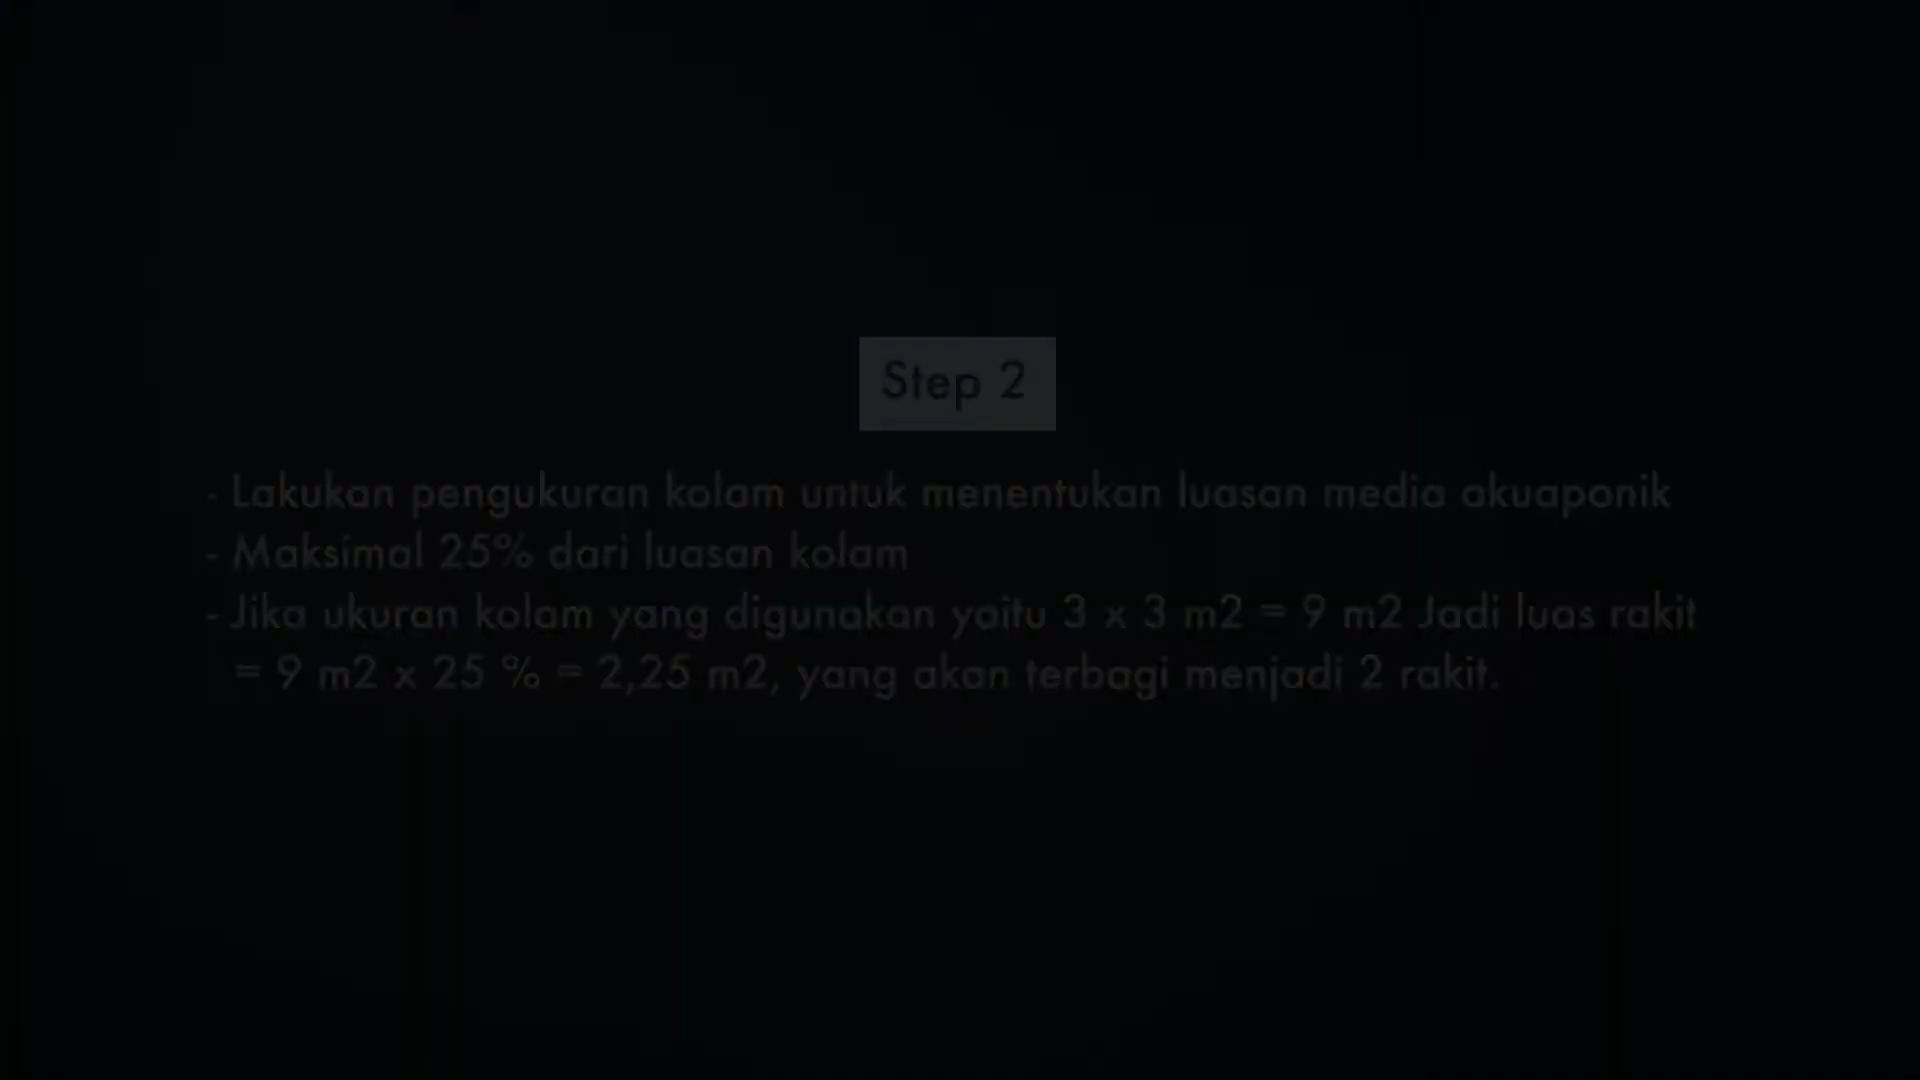 Step 2
- Lakukan pengukuran kolam untuk menentukan luasan media akuaponik
- Maksimal 25% dari luasan kolam
- Jika ukuran kolam yang digunakan yaitu 3 x 3 m2 = 9 m2 Jadi luas rakit
= 9 m2 x 25 % = 2,25 m2, yang akan terbagi menjadi 2 rakit.